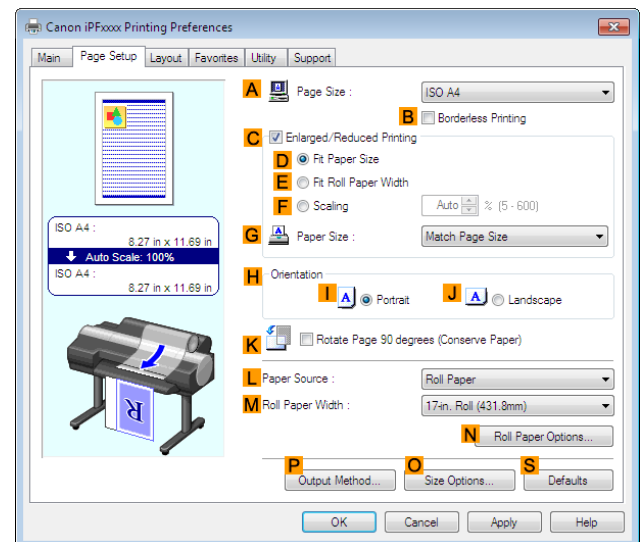 Canon iPFxxxx Printing Preferences
Main Page Setup Layout Favorites Utility Support
A Page Size : ISO A4
B Borderless Printing
C Enlarged/Reduced Printing
D Fit Paper Size
E Fit Roll Paper Width
F Scaling Auto % (5 - 600)
ISO A4 :
8.27 in x 11.69 in
Auto Scale: 100%
ISO A4 :
8.27 in x 11.69 in
G A Paper Size : Match Page Size
H Orientation
I A Portrait J A Landscape
K Rotate Page 90 degrees (Conserve Paper)
R
L Paper Source : Roll Paper
M Roll Paper Width : 17-in. Roll (431.8mm)
N Roll Paper Options...
P Output Method... O Size Options... S Defaults
OK Cancel Apply Help